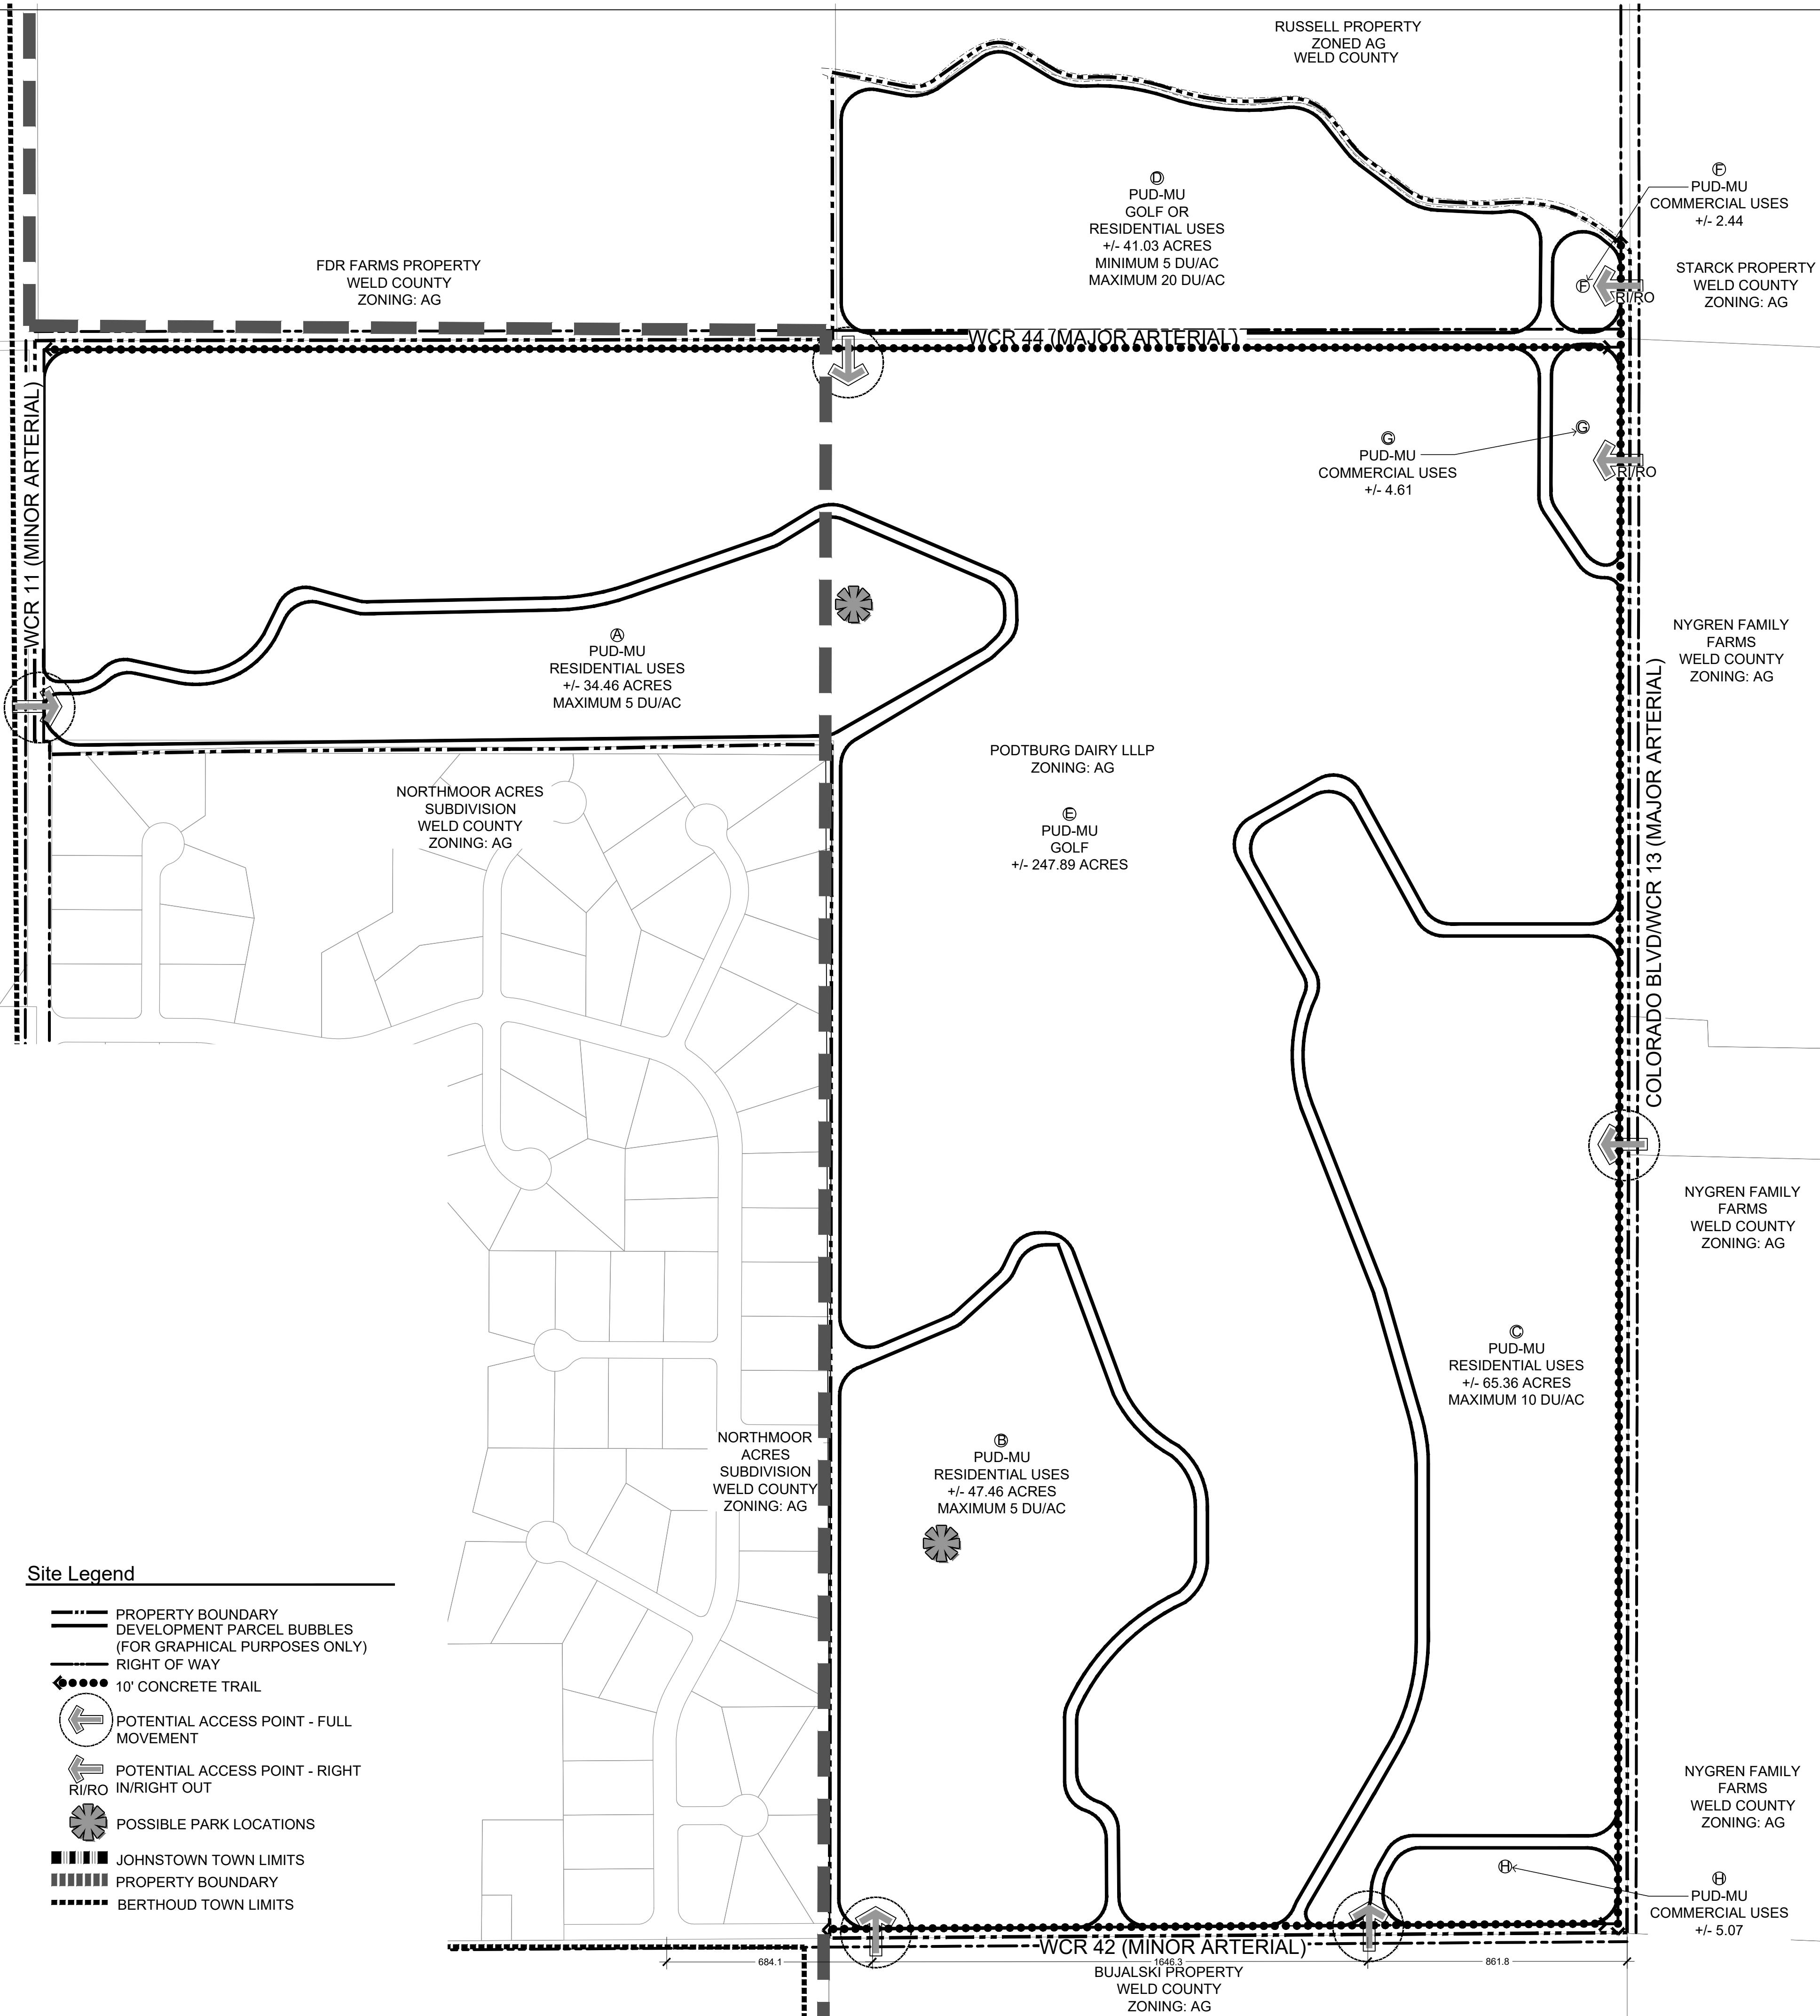 RUSSELL PROPERTY
ZONED AG
WELD COUNTY
Ⓕ
PUD-MU
COMMERCIAL USES
+/- 2.44
Ⓓ
PUD-MU
GOLF OR
RESIDENTIAL USES
+/- 41.03 ACRES
MINIMUM 5 DU/AC
MAXIMUM 20 DU/AC
FDR FARMS PROPERTY
WELD COUNTY
ZONING: AG
STARCK PROPERTY
WELD COUNTY
ZONING: AG
Ⓕ
RI/RO
WCR 44 (MAJOR ARTERIAL)
WCR 11 (MINOR ARTERIAL)
Ⓖ
PUD-MU
COMMERCIAL USES
+/- 4.61
Ⓖ
RI/RO
Ⓐ
PUD-MU
RESIDENTIAL USES
+/- 34.46 ACRES
MAXIMUM 5 DU/AC
NYGREN FAMILY
FARMS
WELD COUNTY
ZONING: AG
COLORADO BLVD/WCR 13 (MAJOR ARTERIAL)
PODTBURG DAIRY LLLP
ZONING: AG
Ⓔ
PUD-MU
GOLF
+/- 247.89 ACRES
NORTHMOOR ACRES
SUBDIVISION
WELD COUNTY
ZONING: AG
NYGREN FAMILY
FARMS
WELD COUNTY
ZONING: AG
Ⓒ
PUD-MU
RESIDENTIAL USES
+/- 65.36 ACRES
MAXIMUM 10 DU/AC
NORTHMOOR
ACRES
SUBDIVISION
WELD COUNTY
ZONING: AG
Ⓑ
PUD-MU
RESIDENTIAL USES
+/- 47.46 ACRES
MAXIMUM 5 DU/AC
Site Legend
PROPERTY BOUNDARY
DEVELOPMENT PARCEL BUBBLES
(FOR GRAPHICAL PURPOSES ONLY)
RIGHT OF WAY
10' CONCRETE TRAIL
POTENTIAL ACCESS POINT - FULL
MOVEMENT
POTENTIAL ACCESS POINT - RIGHT
RI/RO IN/RIGHT OUT
POSSIBLE PARK LOCATIONS
JOHNSTOWN TOWN LIMITS
PROPERTY BOUNDARY
BERTHOUD TOWN LIMITS
NYGREN FAMILY
FARMS
WELD COUNTY
ZONING: AG
Ⓗ
Ⓗ
PUD-MU
COMMERCIAL USES
+/- 5.07
WCR 42 (MINOR ARTERIAL)
684.1
1646.3
861.8
BUJALSKI PROPERTY
WELD COUNTY
ZONING: AG